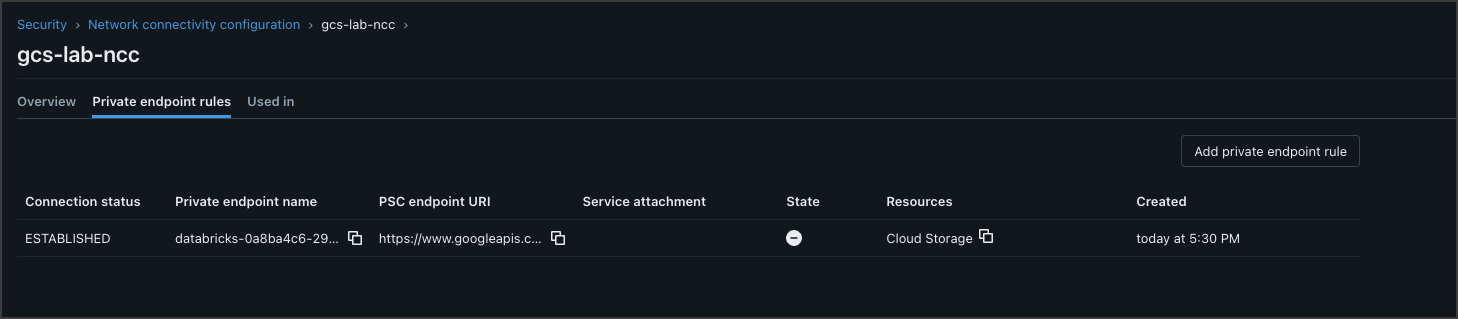 Security › Network connectivity configuration › gcs-lab-ncc ›
gcs-lab-ncc
Overview Private endpoint rules Used in
Add private endpoint rule
Connection status Private endpoint name PSC endpoint URI Service attachment State Resources Created
ESTABLISHED databricks-0a8ba4c6-29... https://www.googleapis.c... Cloud Storage today at 5:30 PM